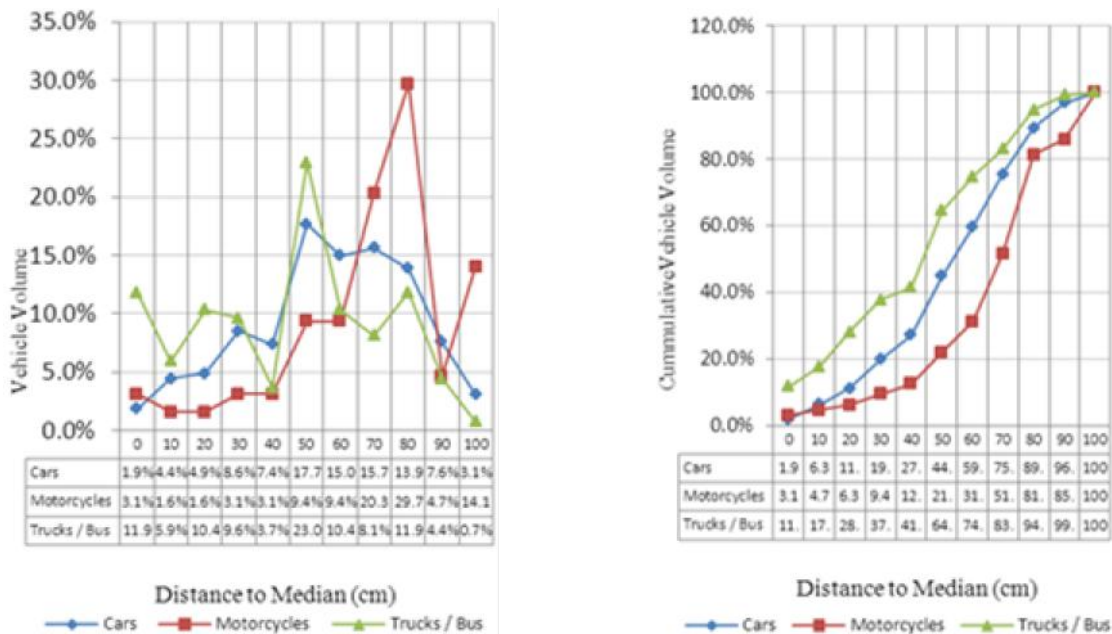 35.0%
30.0%
25.0%
20.0%
15.0%
10.0%
5.0%
0.0%
Vehicle Volume
0 10 20 30 40 50 60 70 80 90 100
Cars 1.9% 4.4% 4.9% 8.6% 7.4% 17.7 15.0 15.7 13.9 7.6% 3.1%
Motorcycles 3.1% 1.6% 1.6% 3.1% 3.1% 9.4% 9.4% 20.3 29.7 4.7% 14.1
Trucks / Bus 11.9 5.9% 10.4 9.6% 3.7% 23.0 10.4 8.1% 11.9 4.4% 0.7%
Distance to Median (cm)
Cars Motorcycles Trucks / Bus
120.0%
100.0%
80.0%
60.0%
40.0%
20.0%
0.0%
Cummulative Vehicle Volume
0 10 20 30 40 50 60 70 80 90 100
Cars 1.9 6.3 11. 19. 27. 44. 59. 75. 89. 96. 100
Motorcycles 3.1 4.7 6.3 9.4 12. 21. 31. 51. 81. 85. 100
Trucks / Bus 11. 17. 28. 37. 41. 64. 74. 83. 94. 99. 100
Distance to Median (cm)
Cars Motorcycles Trucks / Bus